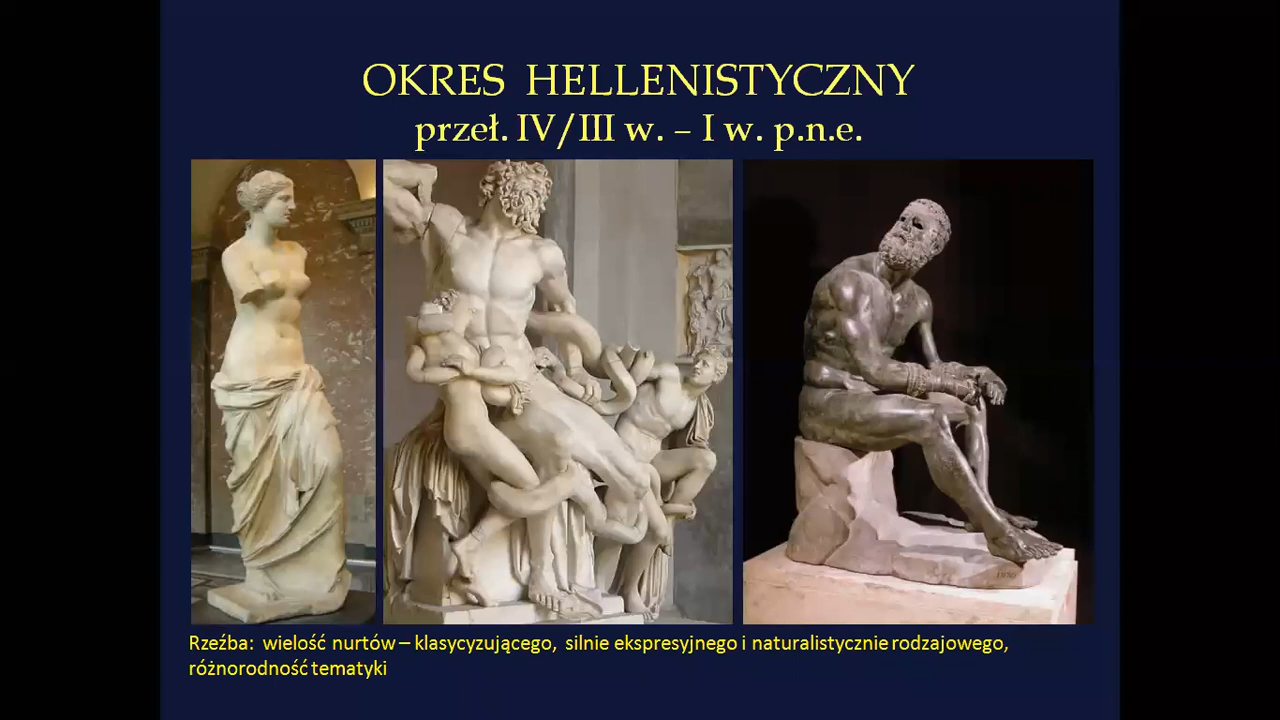 OKRES HELLENISTYCZNY
przeł. IV/III w. – I w. p.n.e.
Rzeźba: wielość nurtów – klasycyzującego, silnie ekspresyjnego i naturalistycznie rodzajowego,
różnorodność tematyki